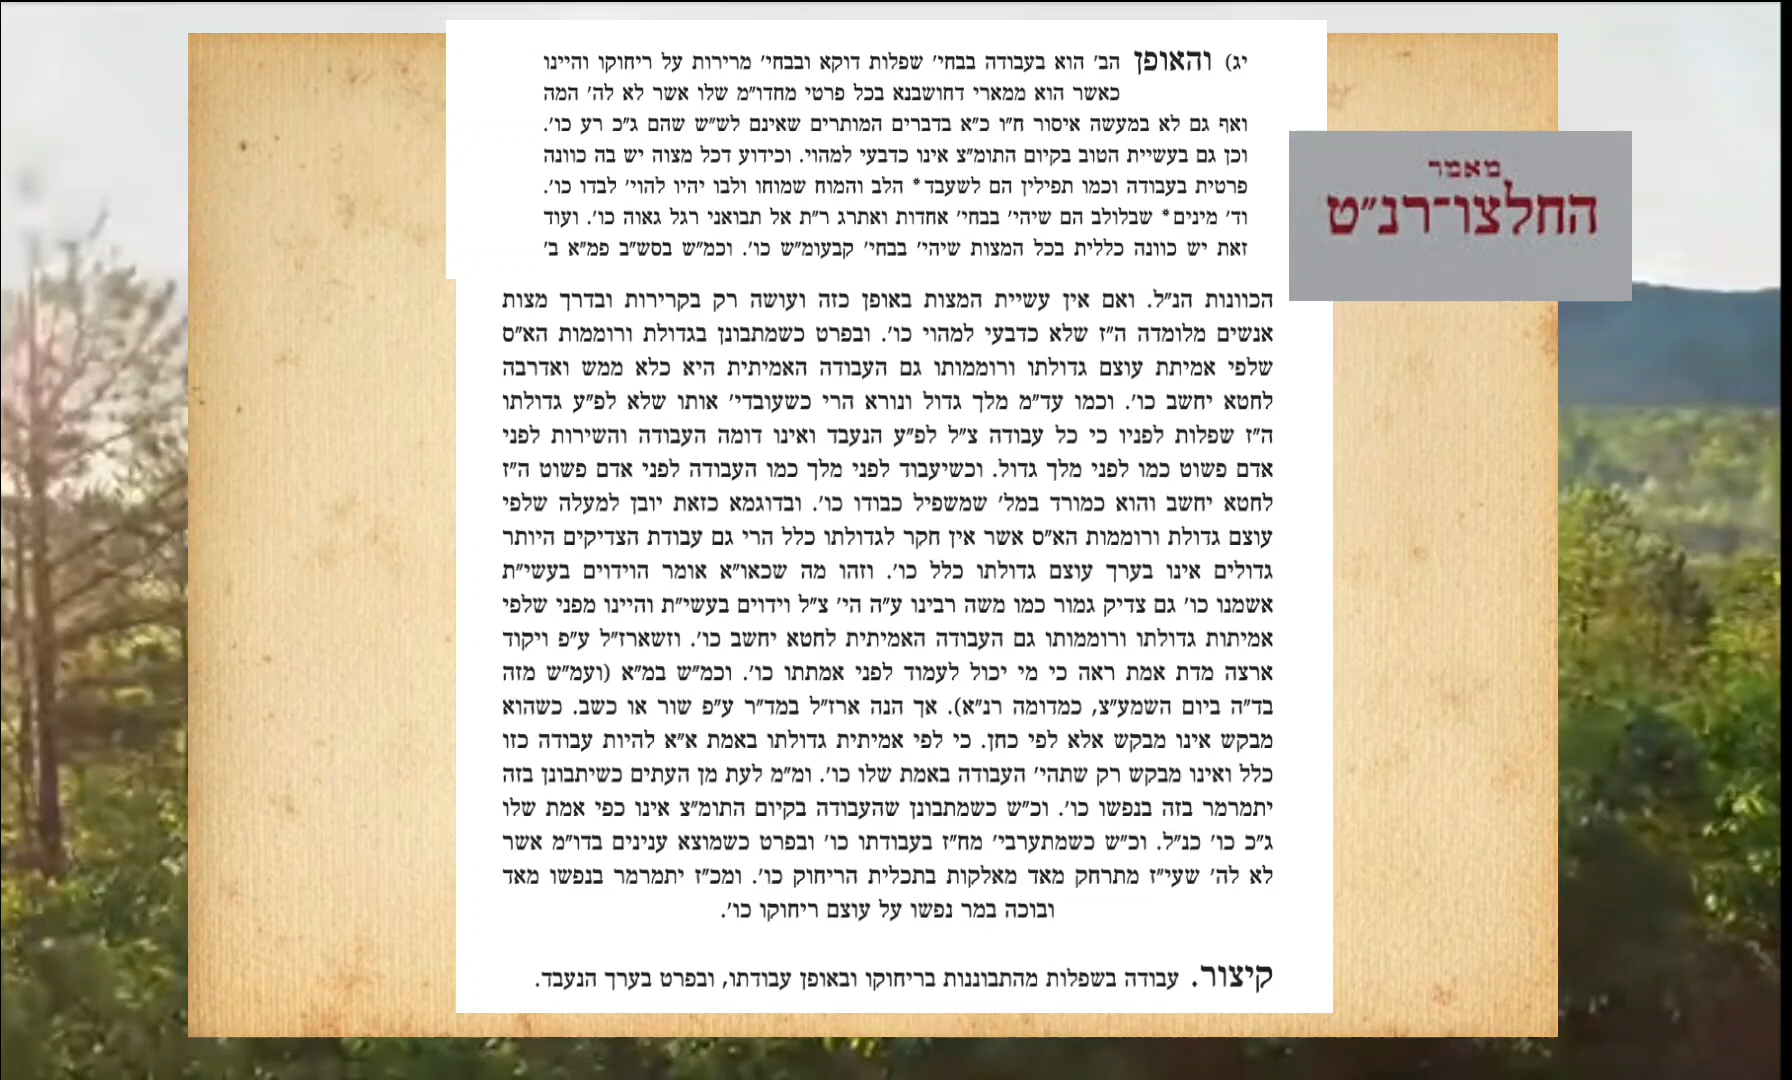 יג) והאופן הב׳ הוא בעבודה בבחי׳ שפלות דוקא ובבחי׳ מרירות על ריחוקו והיינו
כאשר הוא ממארי דחושבנא בכל פרטי מחדו״מ שלו אשר לא לה׳ המה
ואף גם לא במעשה איסור ח״ו כ״א בדברים המותרים שאינם לש״ש שהם ג״כ רע כו׳.
וכן גם בעשיית הטוב בקיום התומ״צ אינו כדבעי למהוי. וכידוע דכל מצוה יש בה כוונה
פרטית בעבודה וכמו תפילין הם לשעבד* הלב והמוח שמוחו ולבו יהיו להוי׳ לבדו כו׳.
וד׳ מינים* שבלולב הם שיהי׳ בבחי׳ אחדות ואתרג ר״ת אל תבואני רגל גאוה כו׳. ועוד
זאת יש כוונה כללית בכל המצות שיהי׳ בבחי׳ קבעומ״ש כו׳. וכמ״ש בסש״ב פמ״א ב׳
הכוונות הנ״ל. ואם אין עשיית המצות באופן כזה ועושה רק בקרירות ובדרך מצות
אנשים מלומדה ה״ז שלא כדבעי למהוי כו׳. ובפרט כשמתבונן בגדולת ורוממות הא״ס
שלפי אמיתת עוצם גדולתו ורוממותו גם העבודה האמיתית היא כלא ממש ואדרבה
לחטא יחשב כו׳. וכמו עד״מ מלך גדול ונורא הרי כשעובדי׳ אותו שלא לפ״ע גדולתו
ה״ז שפלות לפניו כי כל עבודה צ״ל לפ״ע הנעבד ואינו דומה העבודה והשירות לפני
אדם פשוט כמו לפני מלך גדול. וכשיעבוד לפני מלך כמו העבודה לפני אדם פשוט ה״ז
לחטא יחשב והוא כמורד במל׳ שמשפיל כבודו כו׳. ובדוגמא כזאת יובן למעלה שלפי
עוצם גדולת ורוממות הא״ס אשר אין חקר לגדולתו כלל הרי גם עבודת הצדיקים היותר
גדולים אינו בערך עוצם גדולתו כלל כו׳. וזהו מה שכאו״א אומר הוידוים בעשי״ת
אשמנו כו׳ גם צדיק גמור כמו משה רבינו ע״ה הי׳ צ״ל וידוים בעשי״ת והיינו מפני שלפי
אמיתות גדולתו ורוממותו גם העבודה האמיתית לחטא יחשב כו׳. וזשארז״ל ע״פ ויקוד
ארצה מדת אמת ראה כי מי יכול לעמוד לפני אמתתו כו׳. וכמ״ש במ״א (ועמ״ש מזה
בד״ה ביום השמע״צ, כמדומה רנ״א). אך הנה ארז״ל במד״ר ע״פ שור או כשב. כשהוא
מבקש אינו מבקש אלא לפי כחן. כי לפי אמיתית גדולתו באמת א״א להיות עבודה כזו
כלל ואינו מבקש רק שתהי׳ העבודה באמת שלו כו׳. ומ״מ לעת מן העתים כשיתבונן בזה
יתמרמר בזה בנפשו כו׳. וכ״ש כשמתבונן שהעבודה בקיום התומ״צ אינו כפי אמת שלו
ג״כ כו׳ כנ״ל. וכ״ש כשמתערבי׳ מח״ז בעבודתו כו׳ ובפרט כשמוצא ענינים בדו״מ אשר
לא לה׳ שעי״ז מתרחק מאד מאלקות בתכלית הריחוק כו׳. ומכ״ז יתמרמר בנפשו מאד
ובוכה במר נפשו על עוצם ריחוקו כו׳.
קיצור. עבודה בשפלות מהתבוננות בריחוקו ובאופן עבודתו, ובפרט בערך הנעבד.
מאמר
החלצו־רנ״ט